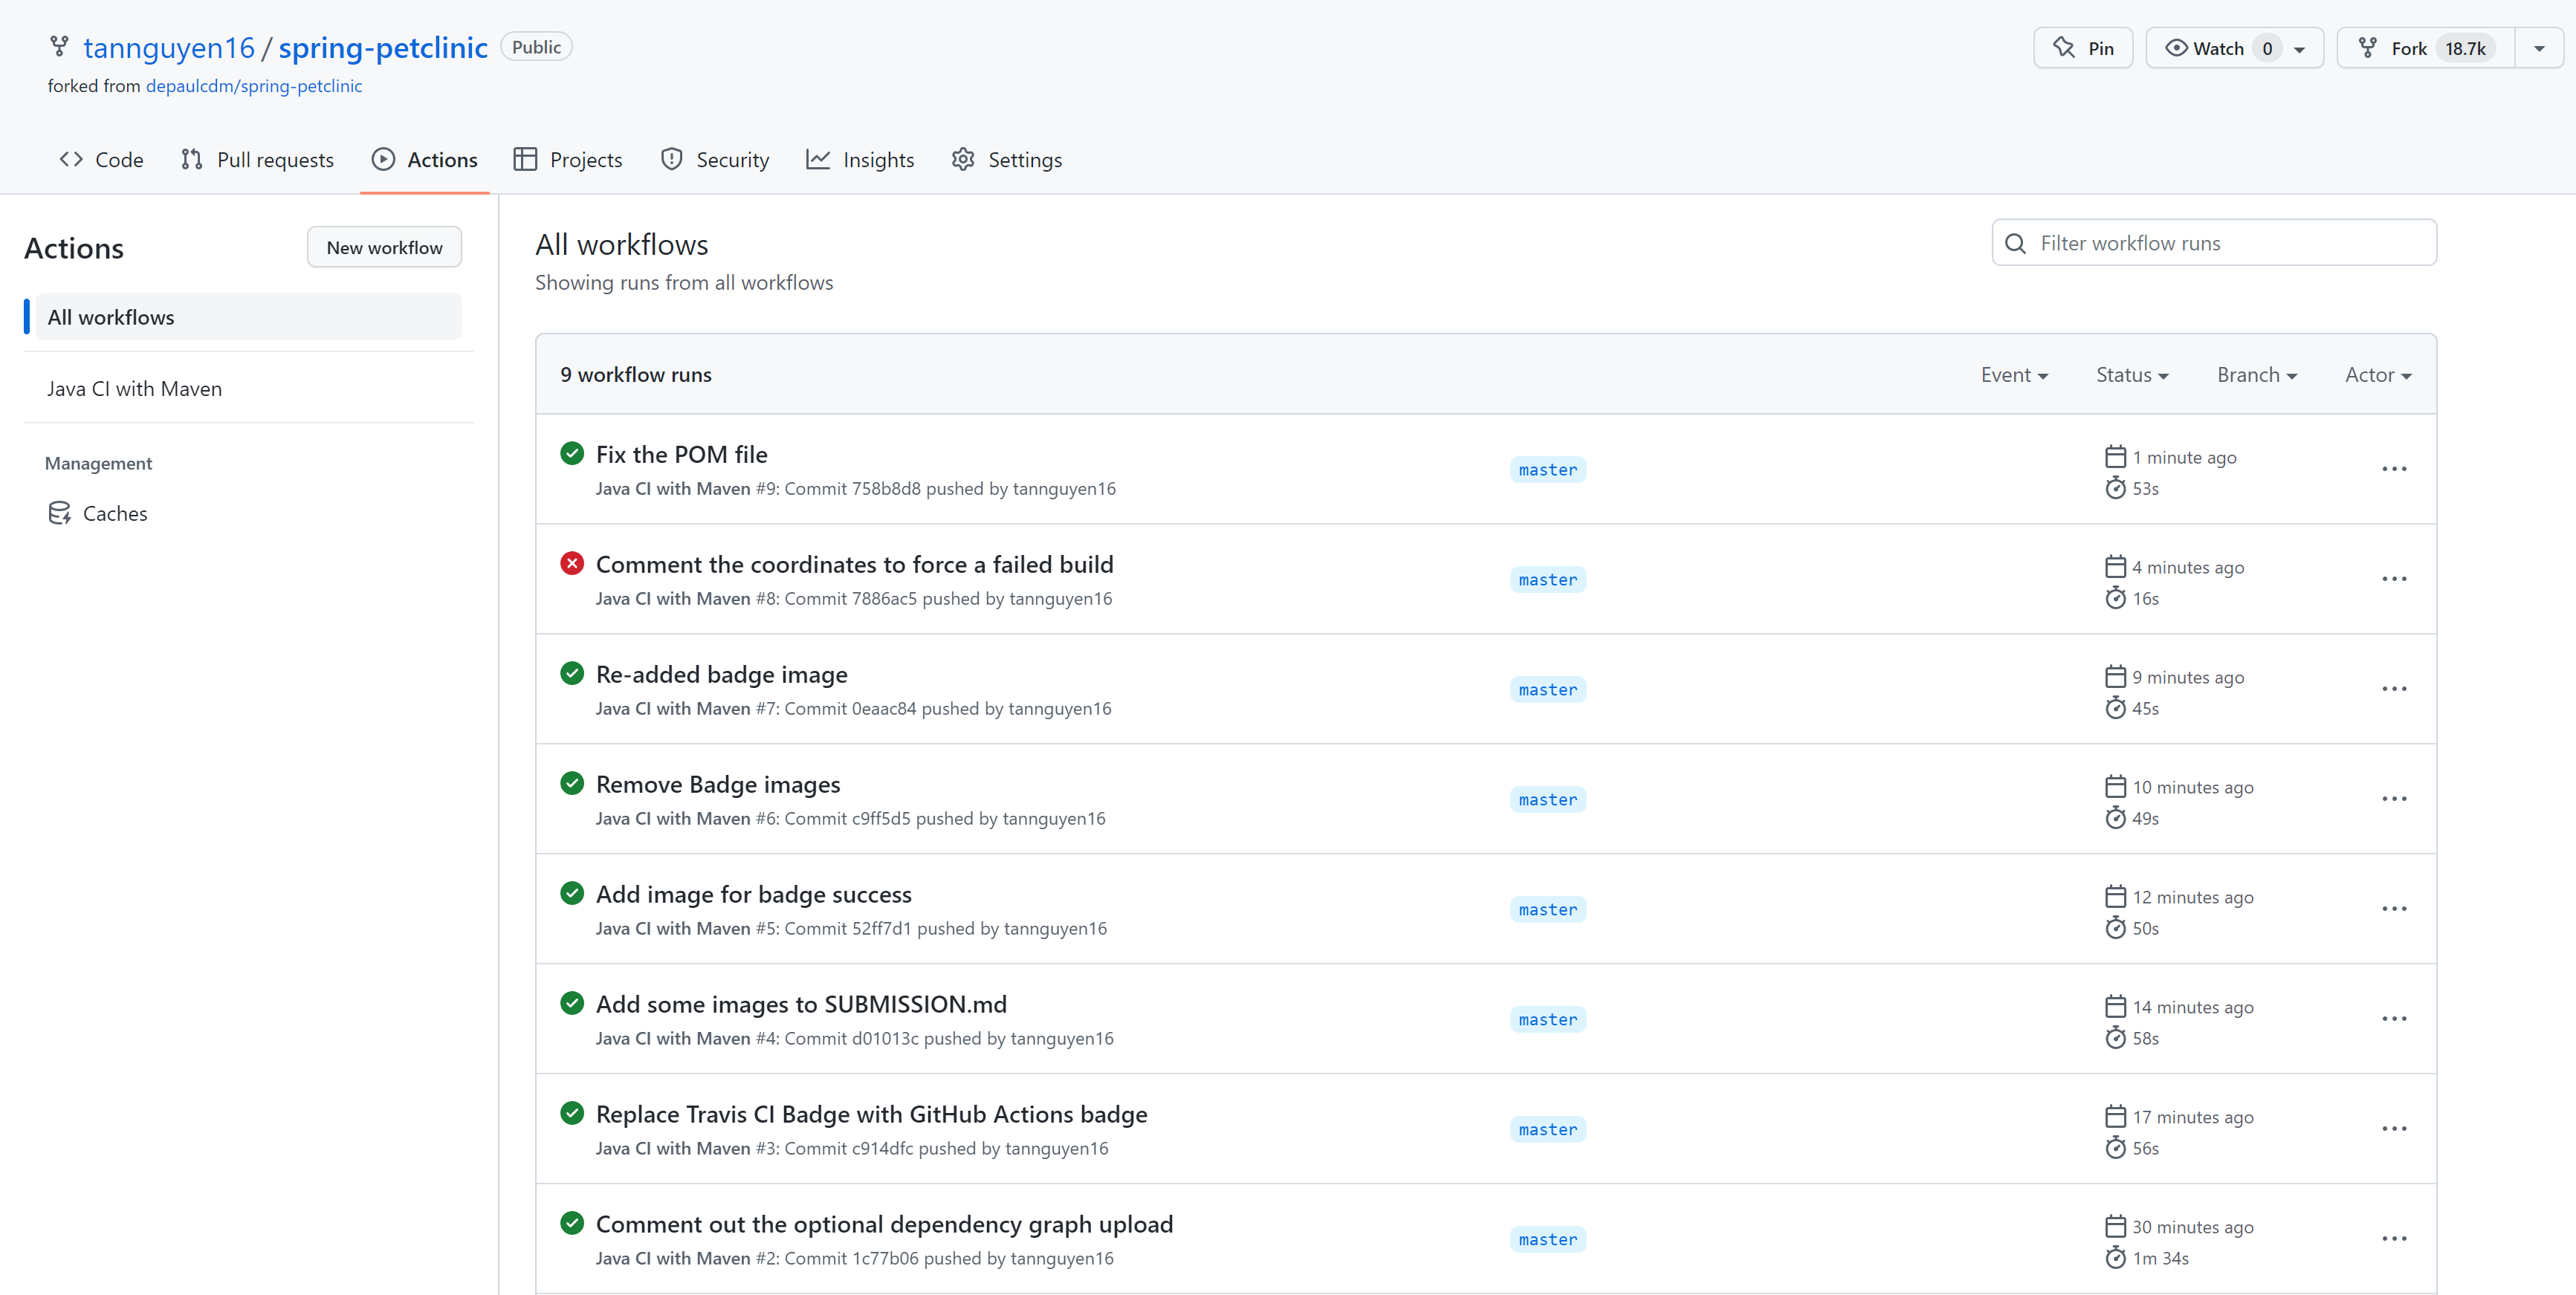 tannguyen16 / spring-petclinic Public
Pin Watch 0 Fork 18.7k
forked from depaulcdm/spring-petclinic
Code Pull requests Actions Projects Security Insights Settings
Actions
New workflow
All workflows
Java CI with Maven
Management
Caches
All workflows
Showing runs from all workflows
Filter workflow runs
9 workflow runs
Event Status Branch Actor
Fix the POM file
Java CI with Maven #9: Commit 758b8d8 pushed by tannguyen16
master
1 minute ago
53s
Comment the coordinates to force a failed build
Java CI with Maven #8: Commit 7886ac5 pushed by tannguyen16
master
4 minutes ago
16s
Re-added badge image
Java CI with Maven #7: Commit 0eaac84 pushed by tannguyen16
master
9 minutes ago
45s
Remove Badge images
Java CI with Maven #6: Commit c9ff5d5 pushed by tannguyen16
master
10 minutes ago
49s
Add image for badge success
Java CI with Maven #5: Commit 52ff7d1 pushed by tannguyen16
master
12 minutes ago
50s
Add some images to SUBMISSION.md
Java CI with Maven #4: Commit d01013c pushed by tannguyen16
master
14 minutes ago
58s
Replace Travis CI Badge with GitHub Actions badge
Java CI with Maven #3: Commit c914dfc pushed by tannguyen16
master
17 minutes ago
56s
Comment out the optional dependency graph upload
Java CI with Maven #2: Commit 1c77b06 pushed by tannguyen16
master
30 minutes ago
1m 34s